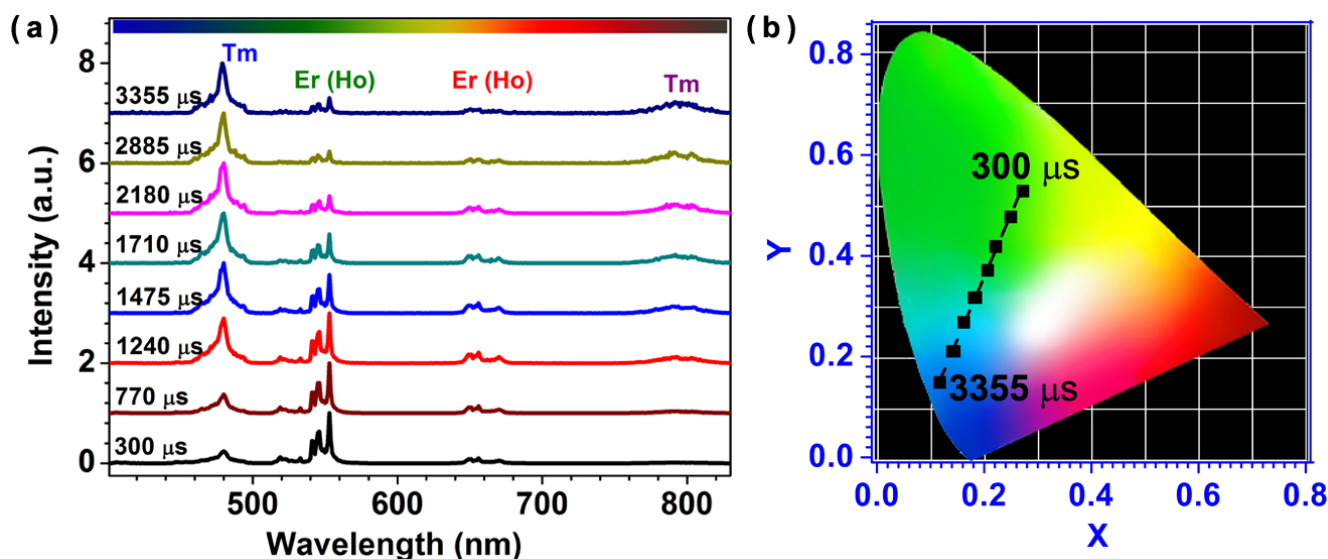 (a)
Tm
Er (Ho)
Er (Ho)
Tm
3355 μs
2885 μs
2180 μs
1710 μs
1475 μs
1240 μs
770 μs
300 μs
8
6
4
2
0
Intensity (a.u.)
500 600 700 800
Wavelength (nm)
(b)
300 μs
3355 μs
0.8
0.6
0.4
0.2
0.0
Y
0.0 0.2 0.4 0.6 0.8
X